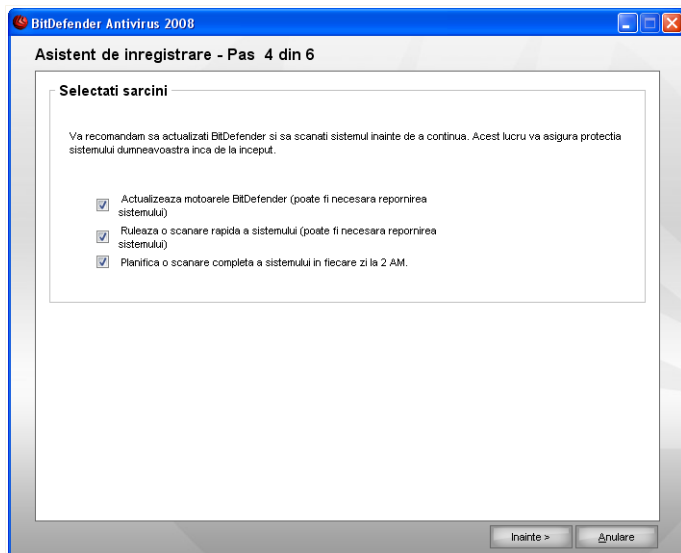 BitDefender Antivirus 2008
Asistent de inregistrare - Pas 4 din 6
Selectati sarcini
Va recomandam sa actualizati BitDefender si sa scanati sistemul inainte de a continua. Acest lucru va asigura protectia
sistemului dumneavoastra inca de la inceput.
Actualizeaza motoarele BitDefender (poate fi necesara repornirea
sistemului)
Ruleaza o scanare rapida a sistemului (poate fi necesara repornirea
sistemului)
Planifica o scanare completa a sistemului in fiecare zi la 2 AM.
Inainte > Anulare